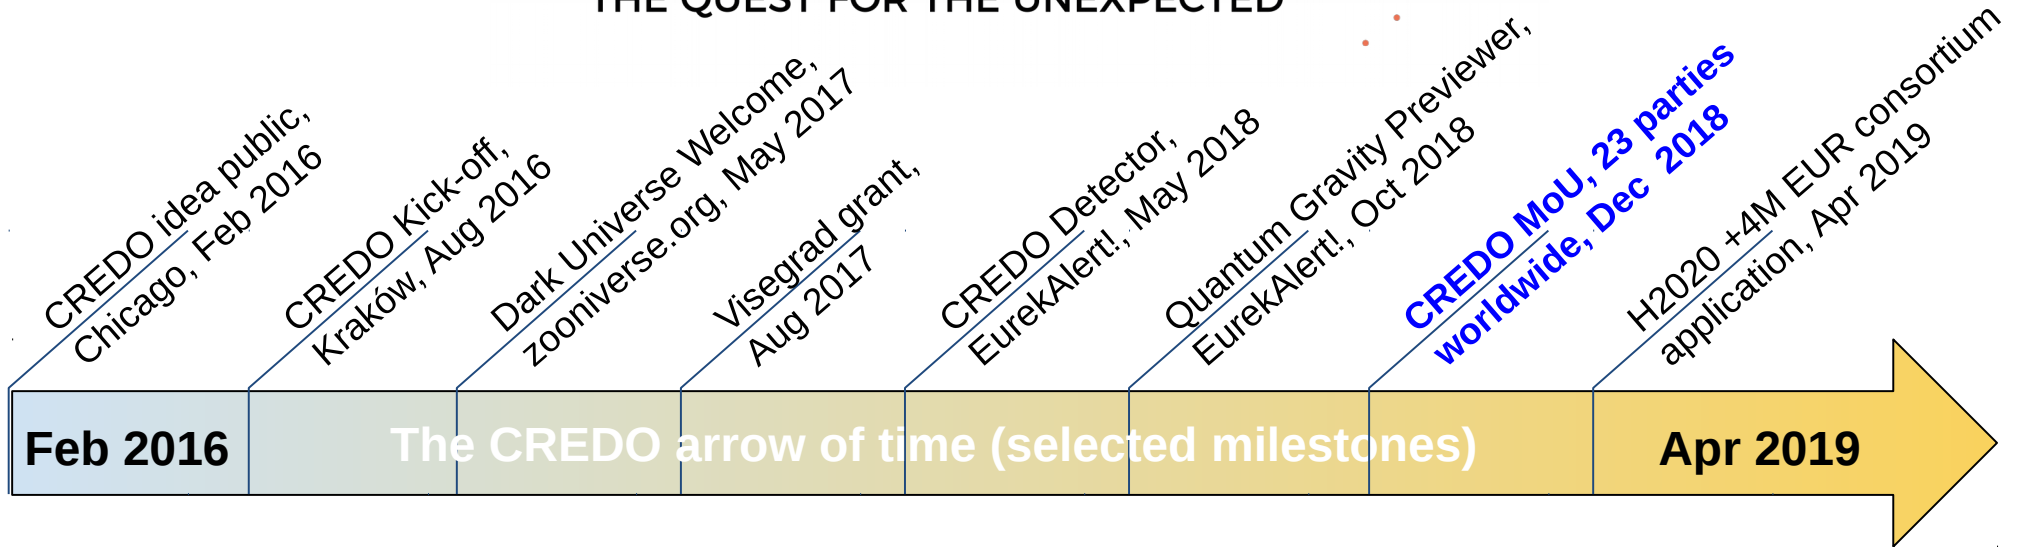 THE QUEST FOR THE UNEXPECTED
CREDO idea public,
Chicago, Feb 2016
CREDO Kick-off,
Kraków, Aug 2016
Dark Universe Welcome,
zooniverse.org, May 2017
Visegrad grant,
Aug 2017
CREDO Detector,
EurekAlert!, May 2018
Quantum Gravity Previewer,
EurekAlert!, Oct 2018
CREDO MoU, 23 parties
worldwide, Dec 2018
H2020 +4M EUR consortium
application, Apr 2019
Feb 2016
The CREDO arrow of time (selected milestones)
Apr 2019